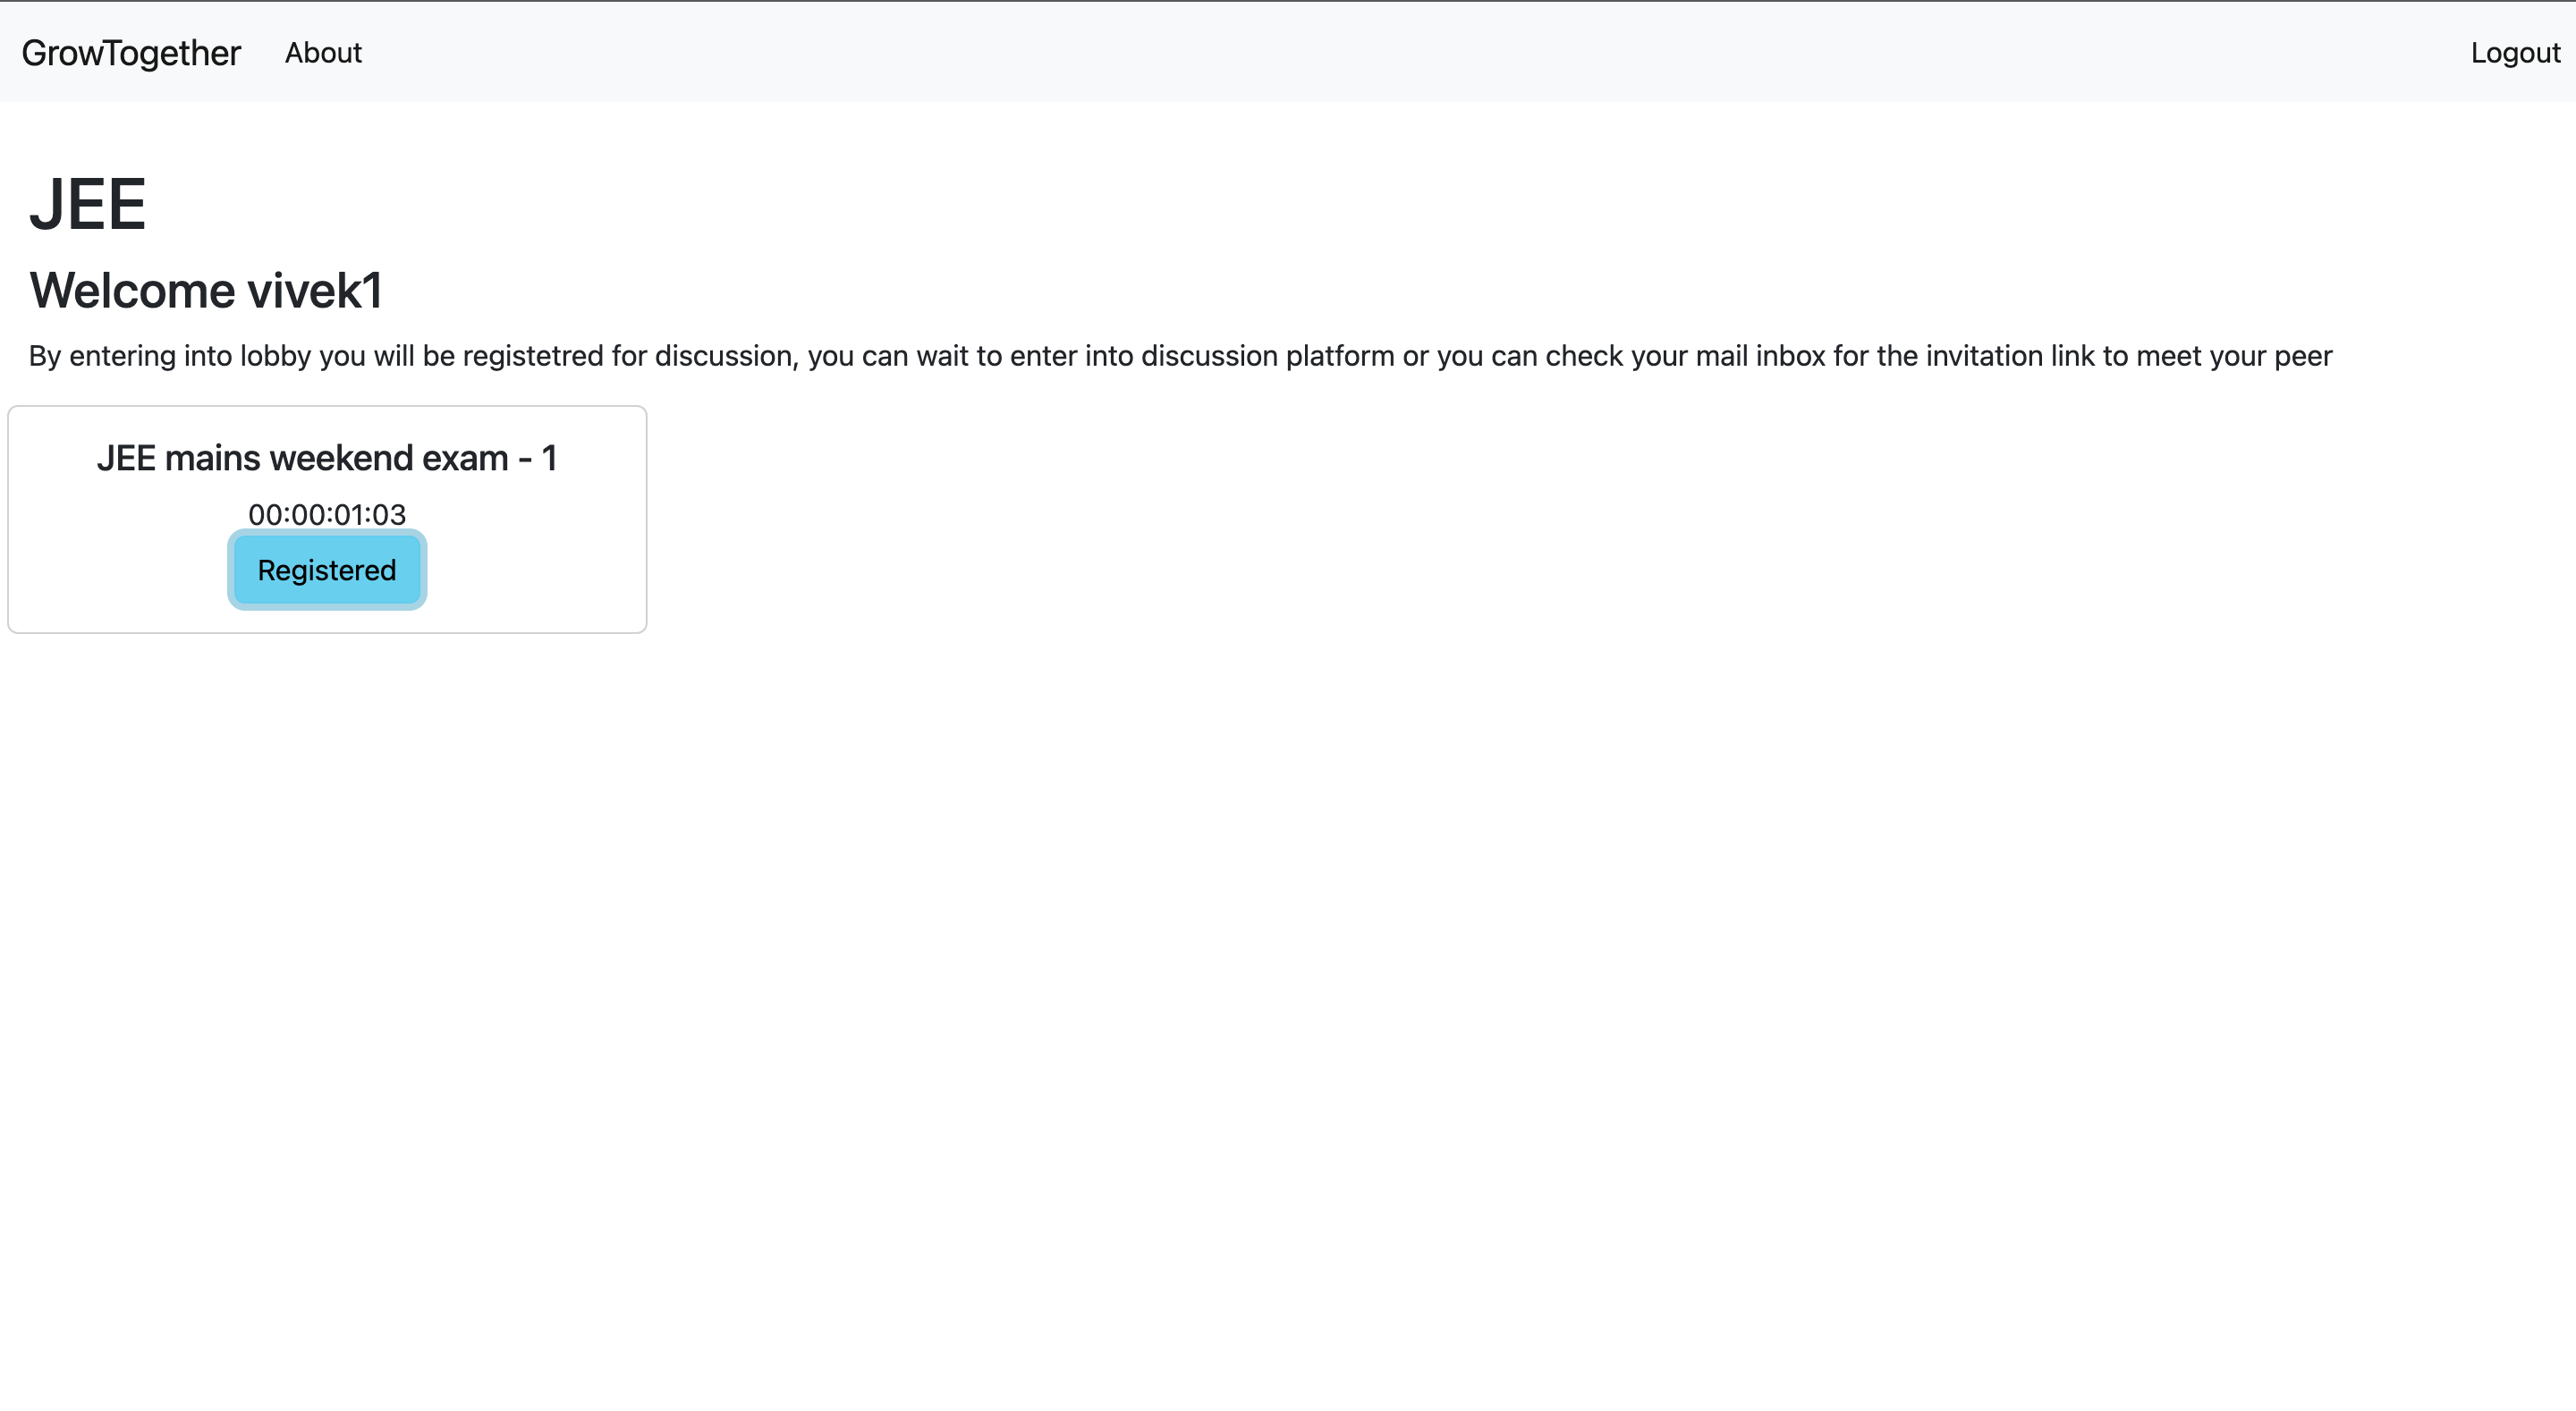 GrowTogether About Logout
JEE
Welcome vivek1
By entering into lobby you will be registetred for discussion, you can wait to enter into discussion platform or you can check your mail inbox for the invitation link to meet your peer
JEE mains weekend exam - 1
00:00:01:03
Registered